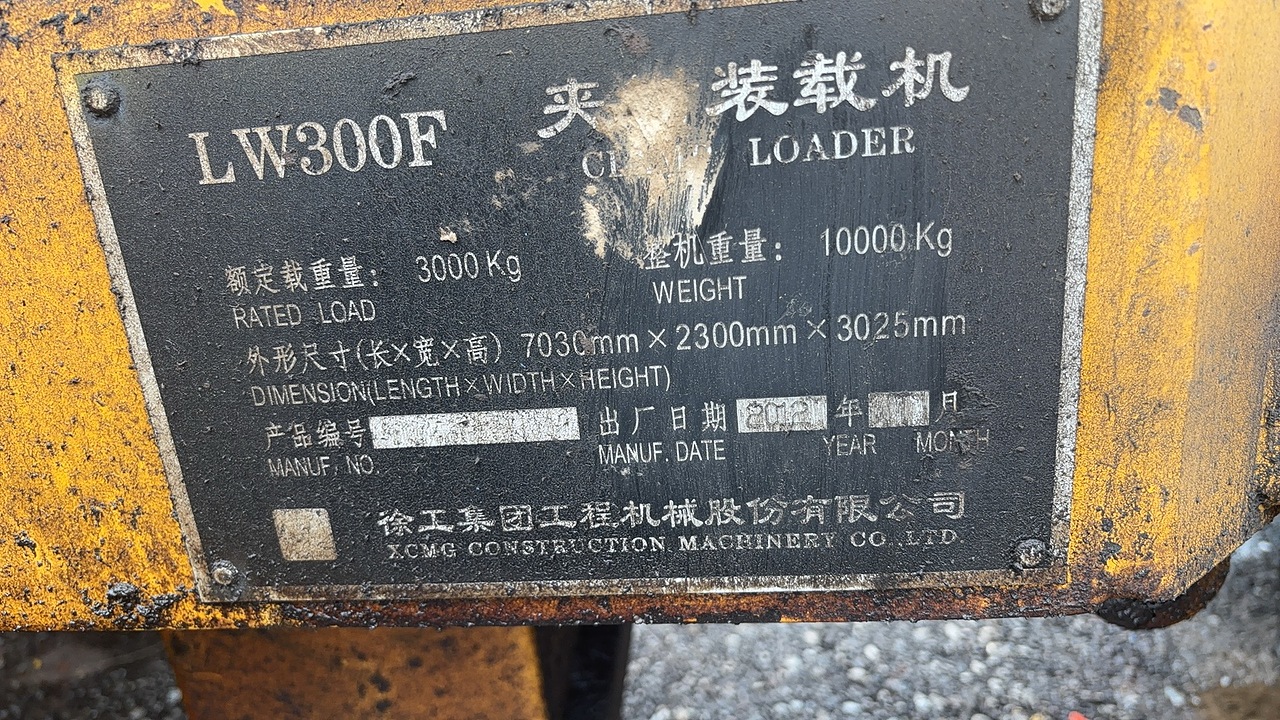 LW300F 夹 装载机
LOADER
额定载重量： 3000 Kg 整机重量： 10000 Kg
RATED LOAD WEIGHT
外形尺寸(长×宽×高) 7030mm×2300mm×3025mm
DIMENSION(LENGTH×WIDTH×HEIGHT)
产品编号 出厂日期 2012 年 月
MANUF. NO. MANUF. DATE YEAR MONTH
徐工集团工程机械股份有限公司
XCMG CONSTRUCTION MACHINERY CO.,LTD